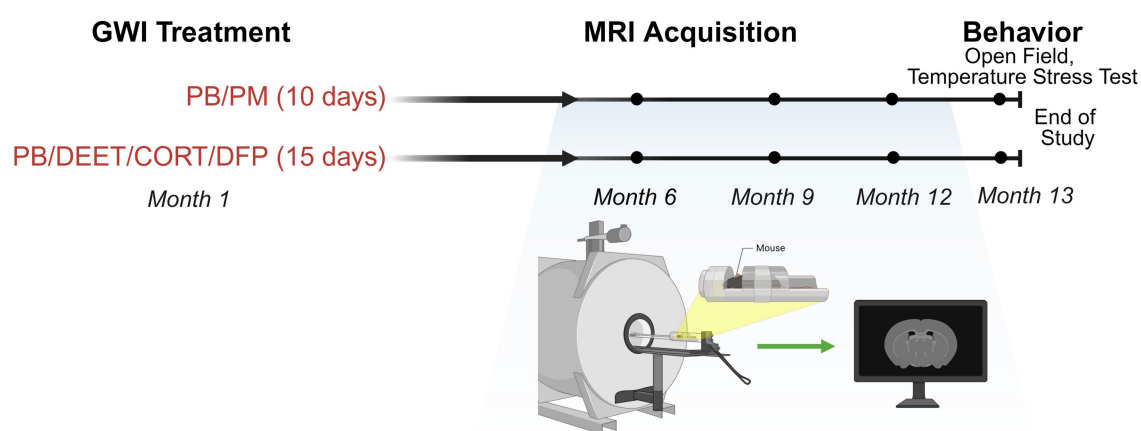 GWI Treatment
MRI Acquisition
Behavior
Open Field,
Temperature Stress Test
PB/PM (10 days)
End of
Study
PB/DEET/CORT/DFP (15 days)
Month 1
Month 6
Month 9
Month 12
Month 13
Mouse